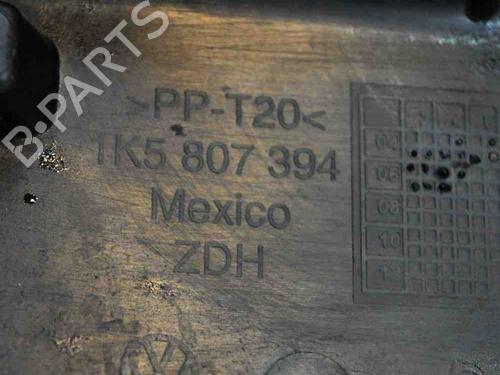 >PP-T20<
1K5 807 394
Mexico
ZDH
04
06
08
10
B-PARTS